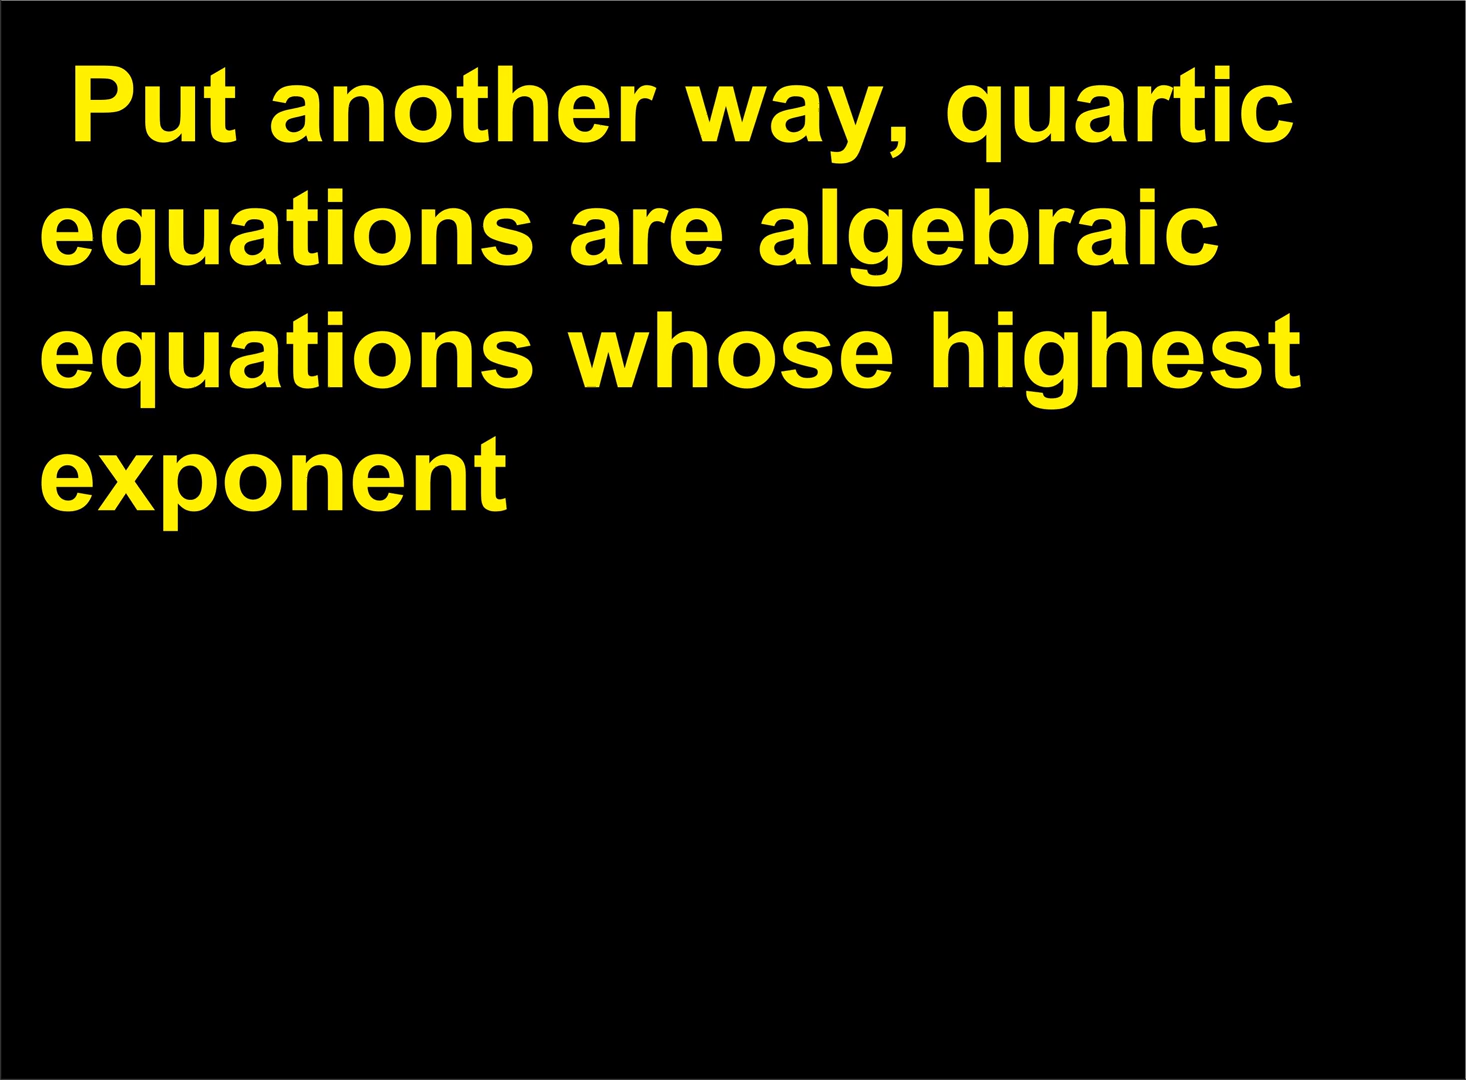 Put another way, quartic
equations are algebraic
equations whose highest
exponent